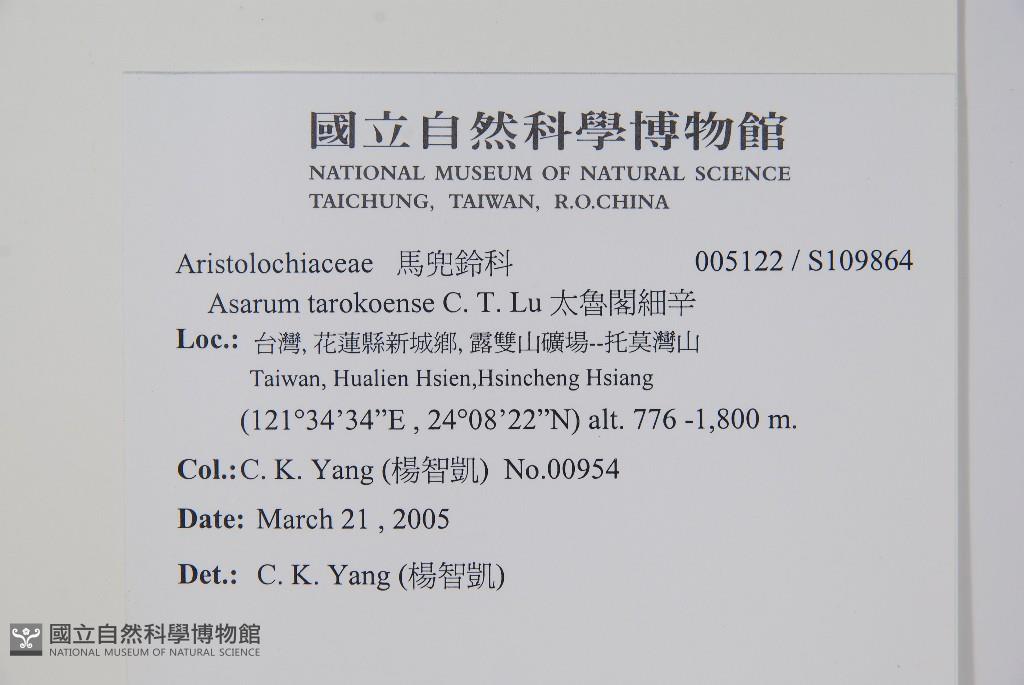 國立自然科學博物館
NATIONAL MUSEUM OF NATURAL SCIENCE
TAICHUNG, TAIWAN, R.O.CHINA
Aristolochiaceae 馬兜鈴科 005122 / S109864
Asarum tarokoense C. T. Lu 太魯閣細辛
Loc.: 台灣, 花蓮縣新城鄉, 露雙山礦場--托莫灣山
Taiwan, Hualien Hsien,Hsincheng Hsiang
(121°34’34”E , 24°08’22”N) alt. 776 -1,800 m.
Col.:C. K. Yang (楊智凱) No.00954
Date: March 21 , 2005
Det.: C. K. Yang (楊智凱)
國立自然科學博物館
NATIONAL MUSEUM OF NATURAL SCIENCE